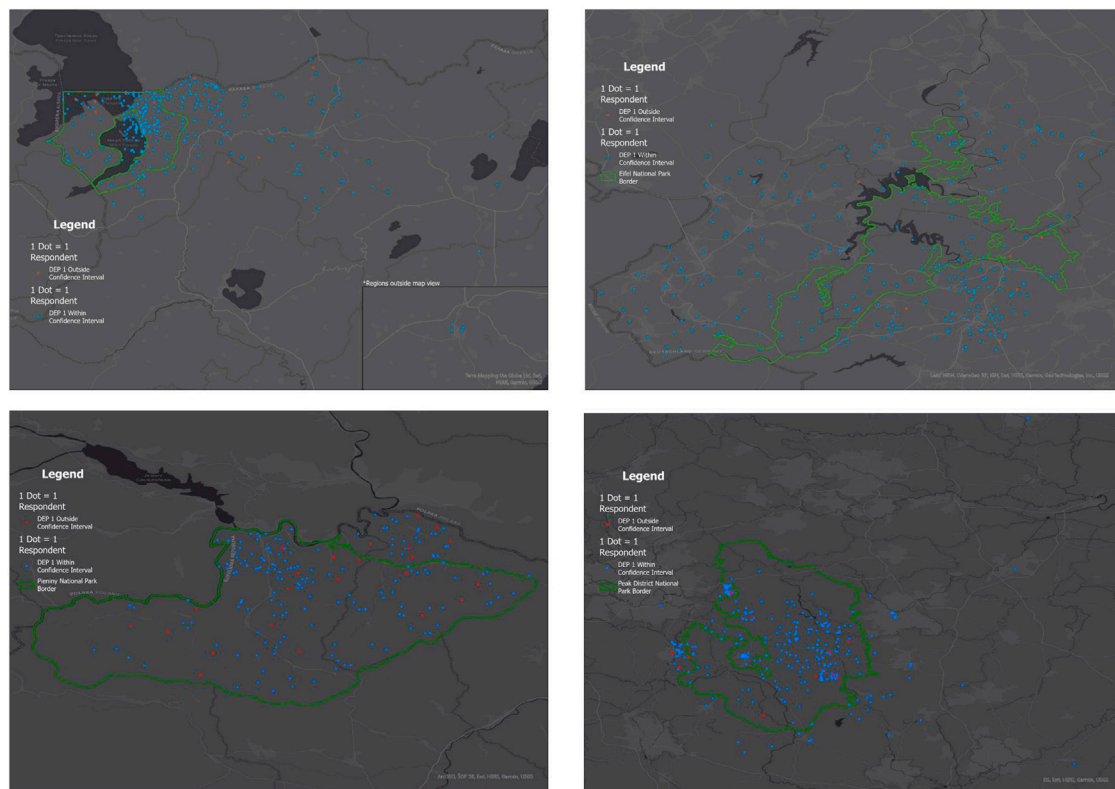 Legend
1 Dot = 1
Respondent
DEP 1 Outside
Confidence Interval
1 Dot = 1
Respondent
DEP 1 Within
Confidence Interval
*Regions outside map view
Legend
1 Dot = 1
Respondent
DEP 1 Outside
Confidence Interval
1 Dot = 1
Respondent
DEP 1 Within
Confidence Interval
Eifel National Park
Border
Legend
1 Dot = 1
Respondent
DEP 1 Outside
Confidence Interval
1 Dot = 1
Respondent
DEP 1 Within
Confidence Interval
Pieniny National Park
Border
Legend
1 Dot = 1
Respondent
DEP 1 Outside
Confidence Interval
1 Dot = 1
Respondent
DEP 1 Within
Confidence Interval
Peak District National
Park Border